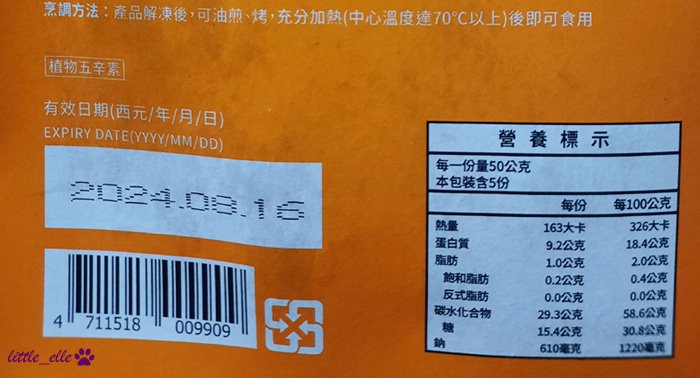 烹調方法：產品解凍後，可油煎、烤，充分加熱(中心溫度達70°C以上)後即可食用
植物五辛素
有效日期(西元/年/月/日)
EXPIRY DATE(YYYY/MM/DD)
2024.08.16
4 711518 009909
營養標示
每一份量50公克
本包裝含5份
每份 每100公克
熱量 163大卡 326大卡
蛋白質 9.2公克 18.4公克
脂肪 1.0公克 2.0公克
飽和脂肪 0.2公克 0.4公克
反式脂肪 0.0公克 0.0公克
碳水化合物 29.3公克 58.6公克
糖 15.4公克 30.8公克
鈉 610毫克 1220毫克
little_elle